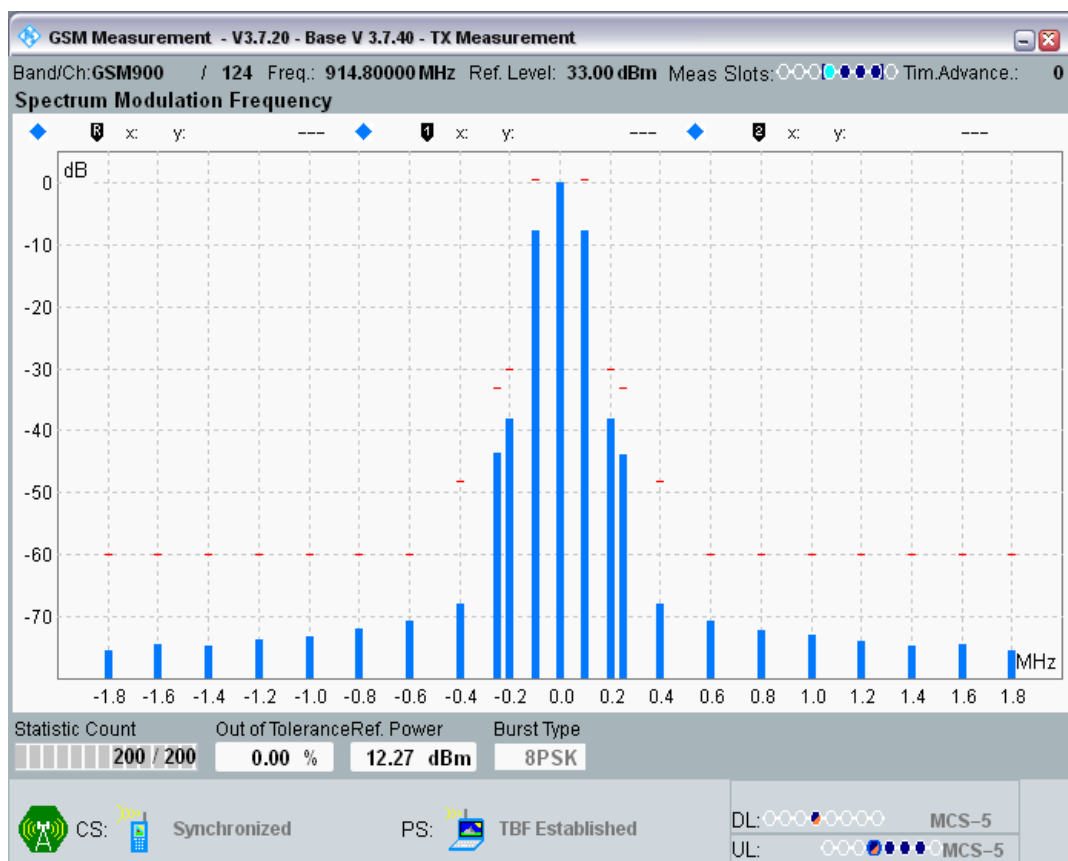 GSM Measurement - V3.7.20 - Base V 3.7.40 - TX Measurement
Band/Ch:GSM900 / 124 Freq.: 914.80000 MHz Ref. Level: 33.00 dBm Meas Slots: Tim.Advance.: 0
Spectrum Modulation Frequency
R x: y: --- 1 x: y: --- 2 x: y: ---
dB
0
-10
-20
-30
-40
-50
-60
-70
MHz
-1.8 -1.6 -1.4 -1.2 -1.0 -0.8 -0.6 -0.4 -0.2 0.0 0.2 0.4 0.6 0.8 1.0 1.2 1.4 1.6 1.8
Statistic Count Out of Tolerance Ref. Power Burst Type
200 / 200 0.00 % 12.27 dBm 8PSK
CS: Synchronized PS: TBF Established
DL: MCS-5
UL: MCS-5